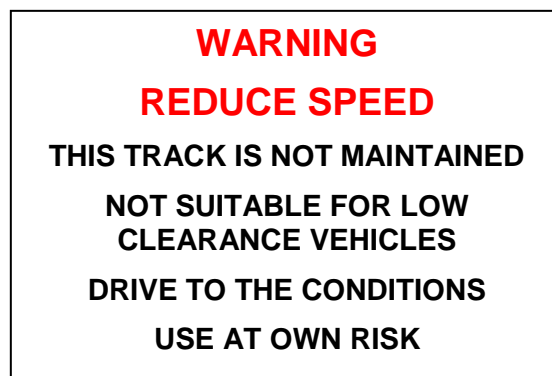 WARNING
REDUCE SPEED
THIS TRACK IS NOT MAINTAINED
NOT SUITABLE FOR LOW
CLEARANCE VEHICLES
DRIVE TO THE CONDITIONS
USE AT OWN RISK